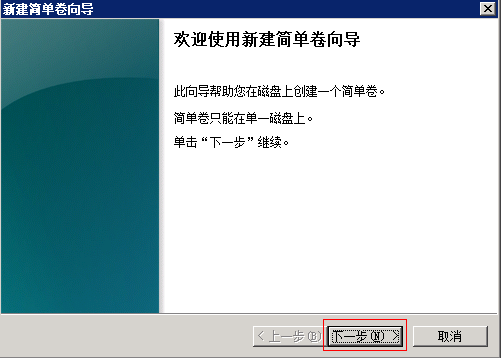 新建简单卷向导
欢迎使用新建简单卷向导
此向导帮助您在磁盘上创建一个简单卷。
简单卷只能在单一磁盘上。
单击“下一步”继续。
< 上一步(B) 下一步(N) > 取消